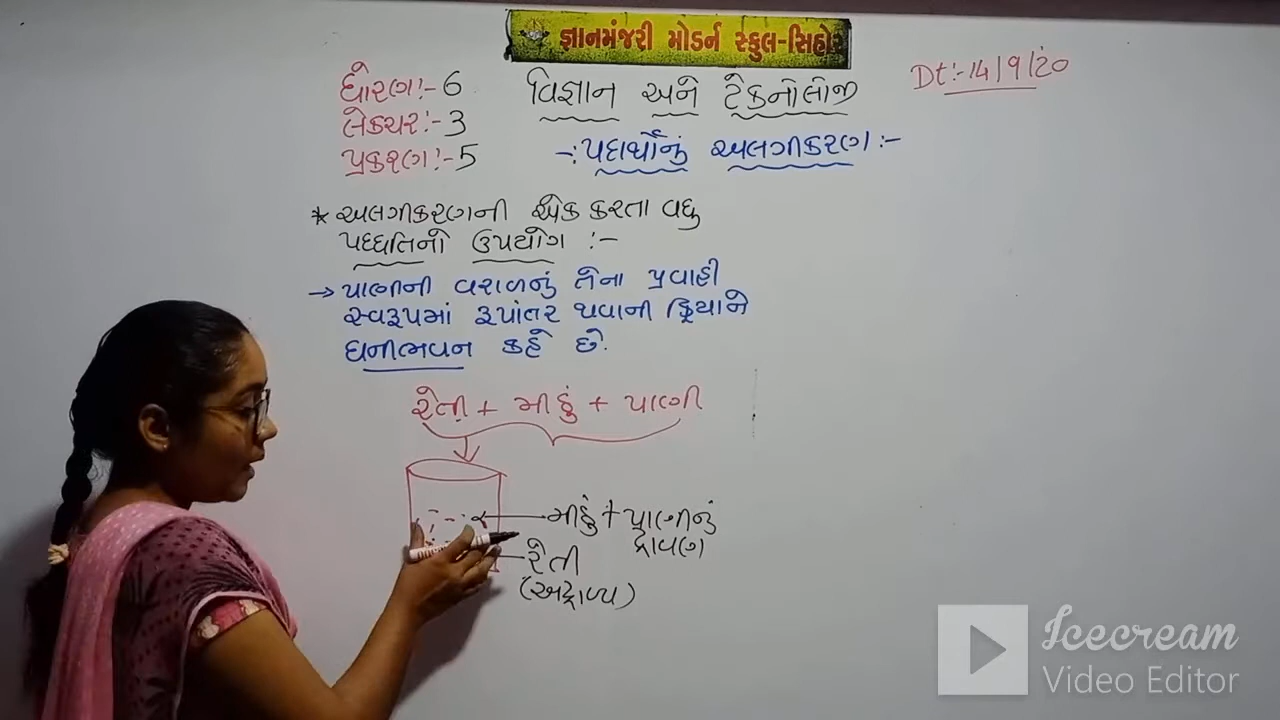 જ્ઞાનમંજરી મોડર્ન સ્કુલ-સિહોર
ધોરણ:- 6
લેક્ચર:- 3
પ્રકરણ:- 5
વિજ્ઞાન અને ટેકનોલોજી
-: પદાર્થોનું અલગીકરણ :-
Dt:-14/9/20
* અલગીકરણની એક કરતા વધુ
પધ્ધતિનો ઉપયોગ :-
→ પાણીની વરાળનું તેના પ્રવાહી
સ્વરૂપમાં રૂપાંતર થવાની ક્રિયાને
ઘનીભવન કહે છે.
રેતી + મીઠું + પાણી
મીઠું + પાણીનું
દ્રાવણ
રેતી
(અદ્રાવ્ય)
Icecream
Video Editor